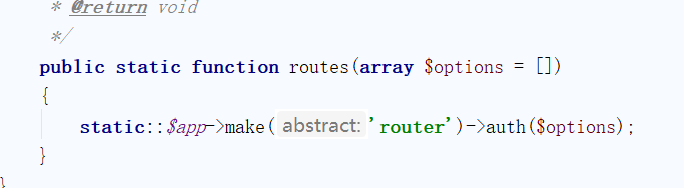 * @return void
*/
public static function routes(array $options = [])
{
static::$app->make( abstract: 'router')->auth($options);
}
}